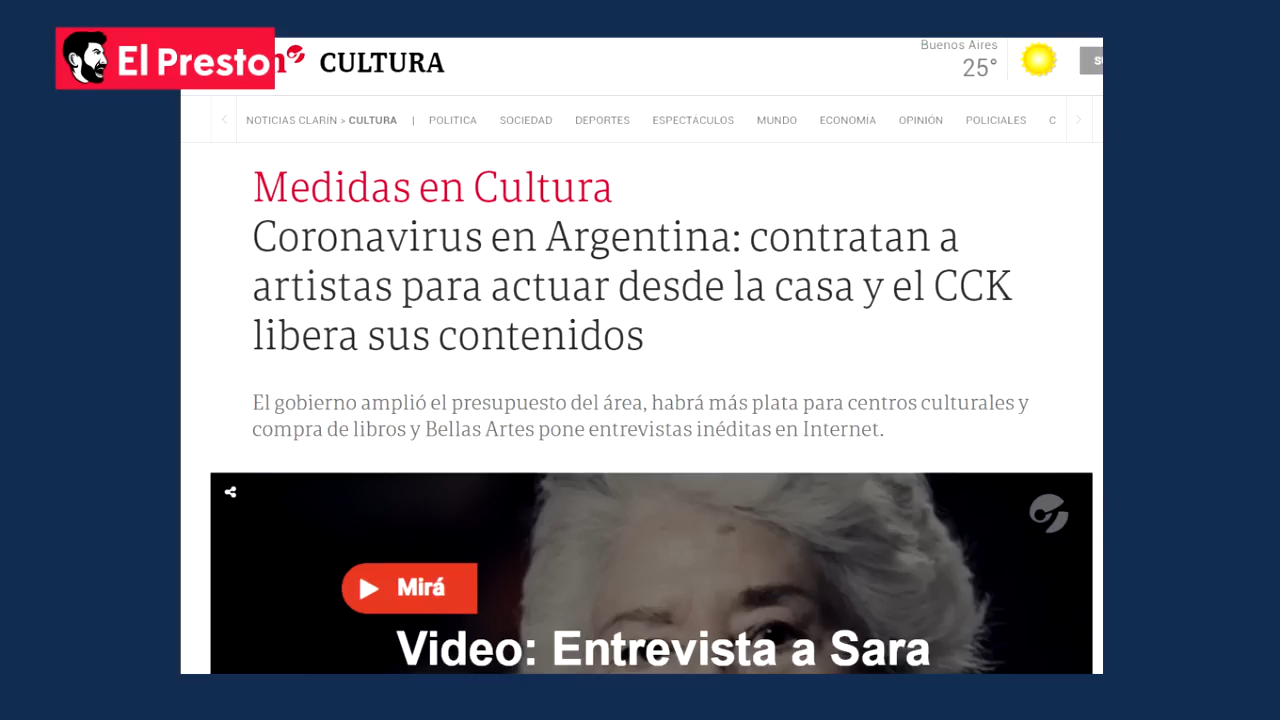 El Presto
CULTURA
Buenos Aires
25°
NOTICIAS CLARIN > CULTURA | POLITICA SOCIEDAD DEPORTES ESPECTÁCULOS MUNDO ECONOMÍA OPINIÓN POLICIALES C
Medidas en Cultura
Coronavirus en Argentina: contratan a
artistas para actuar desde la casa y el CCK
libera sus contenidos
El gobierno amplió el presupuesto del área, habrá más plata para centros culturales y
compra de libros y Bellas Artes pone entrevistas inéditas en Internet.
Mirá
Video: Entrevista a Sara